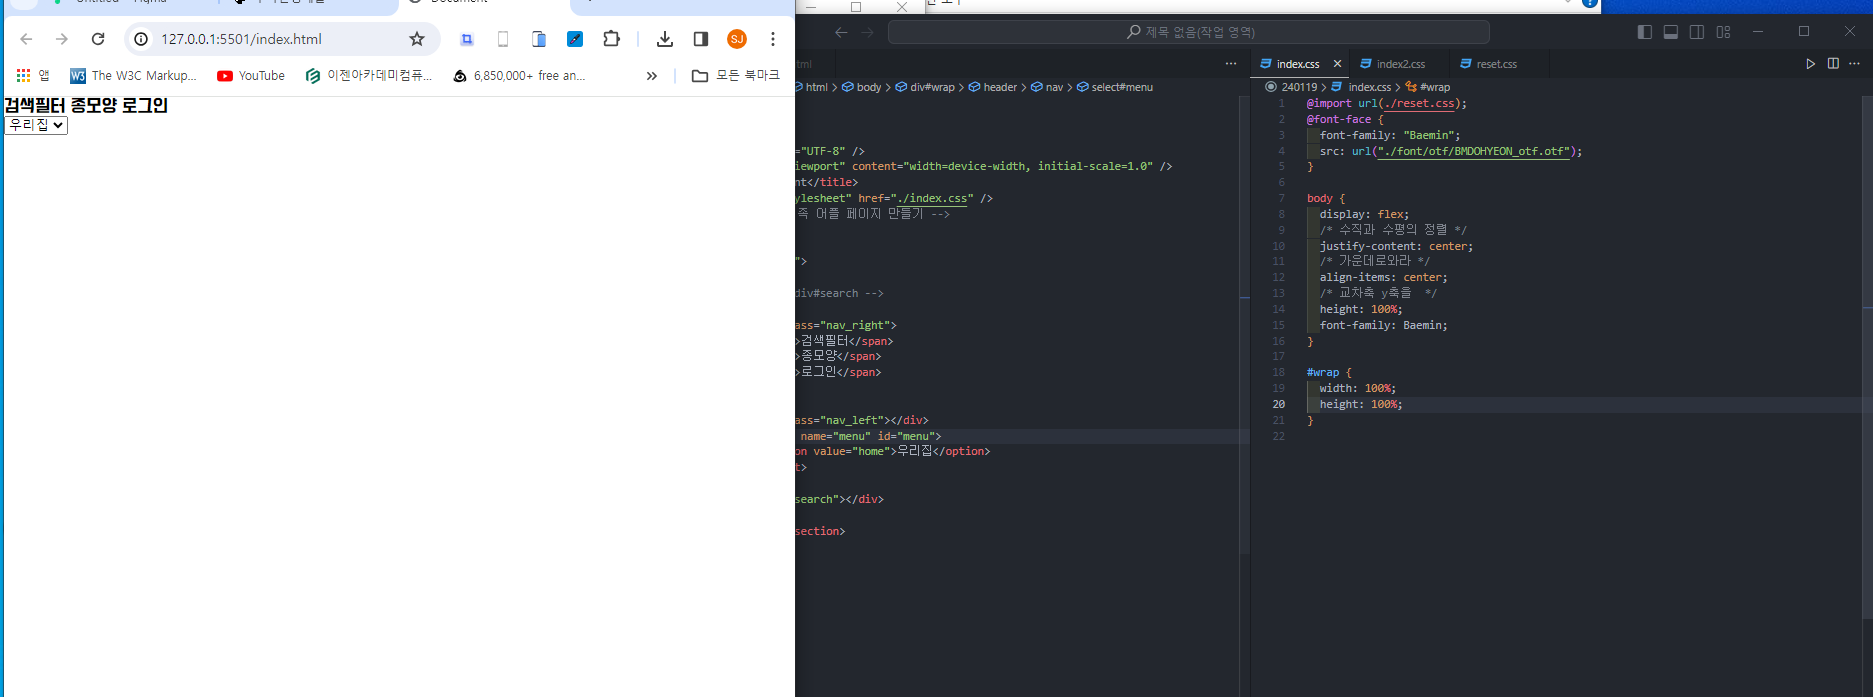 Document
127.0.0.1:5501/index.html
SJ
앱 The W3C Markup... YouTube 이젠아카데미컴퓨... 6,850,000+ free an... » 모든 북마크
검색필터 종모양 로그인
우리집
제목 없음(작업 영역)
tml
html > body > div#wrap > header > nav > select#menu
="UTF-8" />
iewport" content="width=device-width, initial-scale=1.0" />
nt</title>
ylesheet" href="./index.css" />
족 어플 페이지 만들기 -->
">
div#search -->
ass="nav_right">
>검색필터</span>
>종모양</span>
>로그인</span>
ass="nav_left"></div>
name="menu" id="menu">
on value="home">우리집</option>
t>
search"></div>
section>
index.css index2.css reset.css
240119 > index.css > #wrap
1 @import url(./reset.css);
2 @font-face {
3 font-family: "Baemin";
4 src: url("./font/otf/BMDOHYEON_otf.otf");
5 }
6
7 body {
8 display: flex;
9 /* 수직과 수평의 정렬 */
10 justify-content: center;
11 /* 가운데로와라 */
12 align-items: center;
13 /* 교차축 y축을  */
14 height: 100%;
15 font-family: Baemin;
16 }
17
18 #wrap {
19 width: 100%;
20 height: 100%;
21 }
22